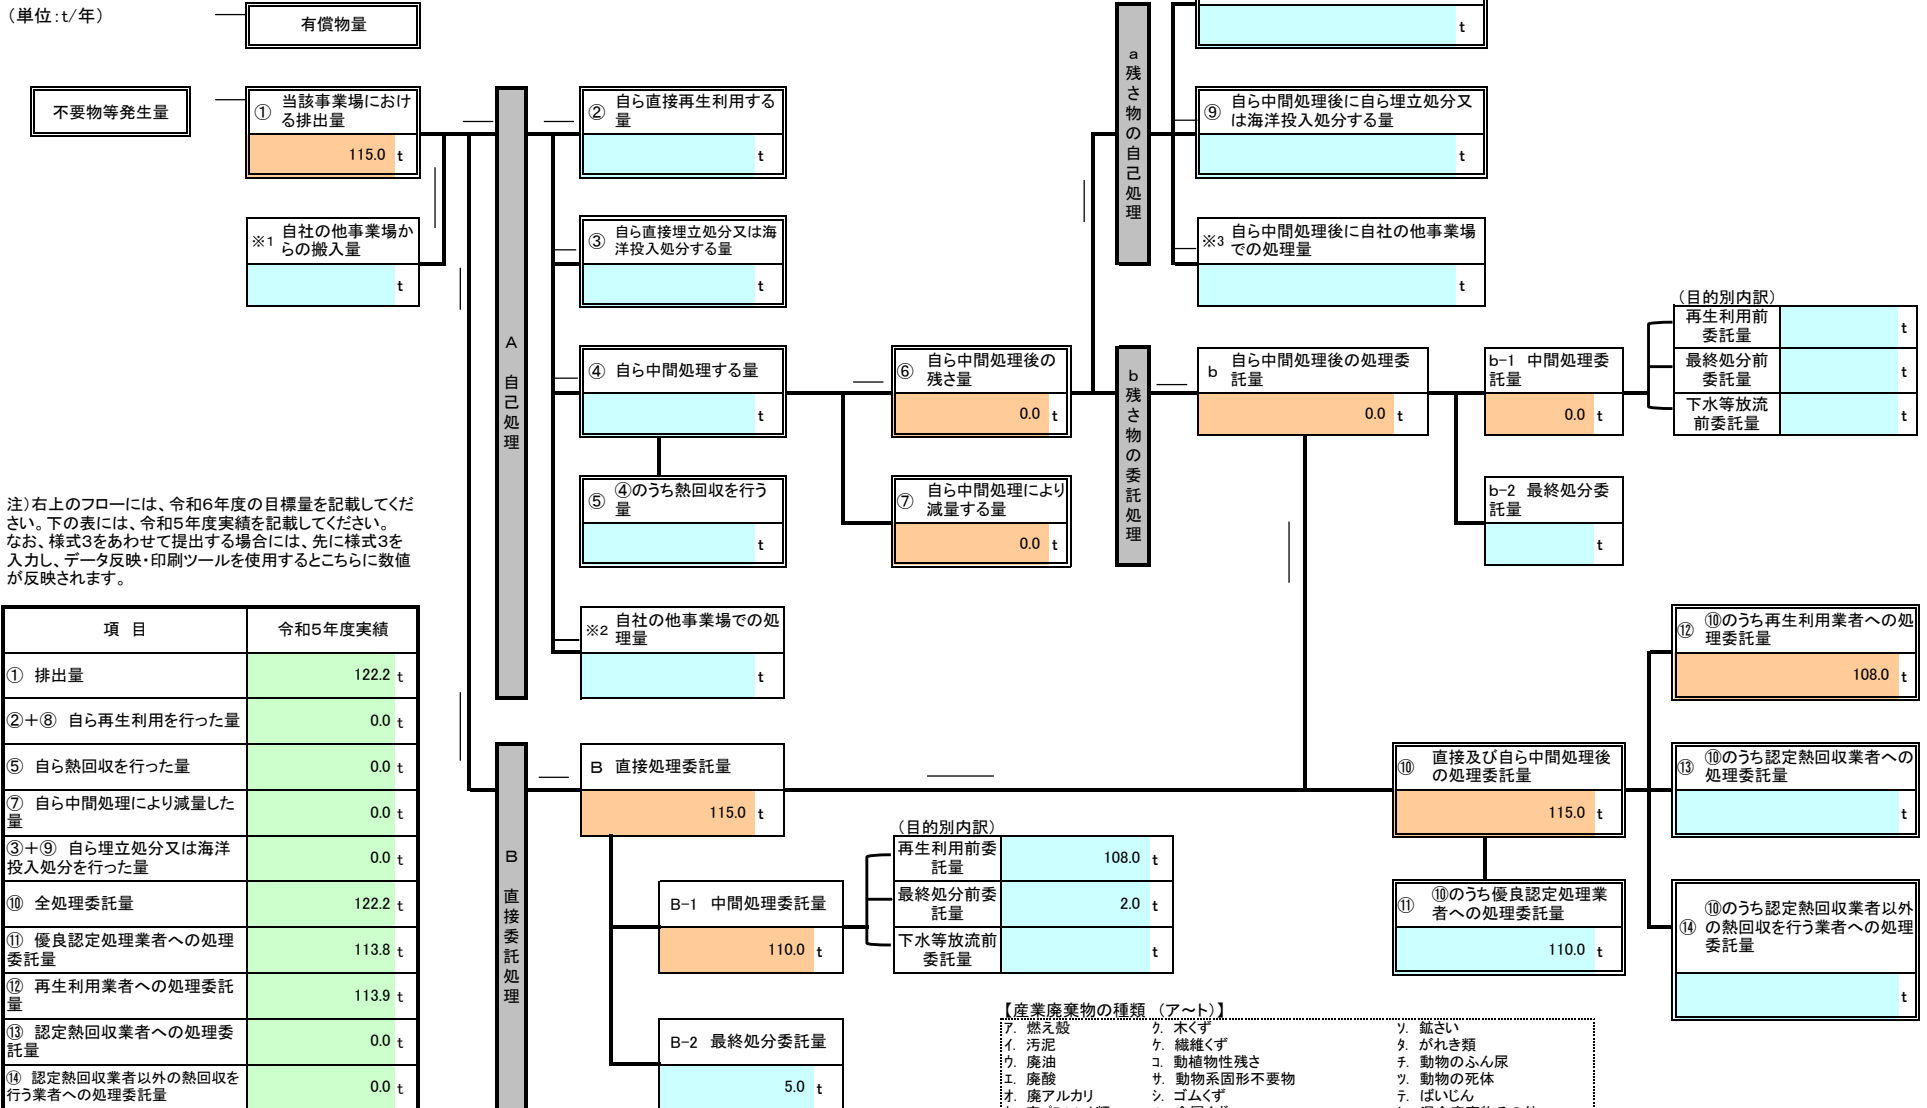 （単位：t/年）
有償物量
t
不要物等発生量
① 当該事業場におけ
る排出量
115.0 t
② 自ら直接再生利用する
量
t
a
残
さ
物
の
自
己
処
理
⑨ 自ら中間処理後に自ら埋立処分又
は海洋投入処分する量
t
※1 自社の他事業場か
らの搬入量
t
③ 自ら直接埋立処分又は海
洋投入処分する量
t
※3 自ら中間処理後に自社の他事業場
での処理量
t
A
自
己
処
理
④ 自ら中間処理する量
t
⑥ 自ら中間処理後の
残さ量
0.0 t
b
残
さ
物
の
委
託
処
理
b 自ら中間処理後の処理委
託量
0.0 t
b-1 中間処理委
託量
0.0 t
（目的別内訳）
再生利用前
委託量
t
最終処分前
委託量
t
下水等放流
前委託量
t
⑤ ④のうち熱回収を行う
量
t
⑦ 自ら中間処理により
減量する量
0.0 t
b-2 最終処分委
託量
t
注）右上のフローには、令和6年度の目標量を記載してくだ
さい。下の表には、令和5年度実績を記載してください。
なお、様式3をあわせて提出する場合には、先に様式3を
入力し、データ反映・印刷ツールを使用するとこちらに数値
が反映されます。
※2 自社の他事業場での処
理量
t
項 目 令和5年度実績
① 排出量 122.2 t
②＋⑧ 自ら再生利用を行った量 0.0 t
⑤ 自ら熱回収を行った量 0.0 t
⑦ 自ら中間処理により減量した
量 0.0 t
③＋⑨ 自ら埋立処分又は海洋
投入処分を行った量 0.0 t
⑩ 全処理委託量 122.2 t
⑪ 優良認定処理業者への処理
委託量 113.8 t
⑫ 再生利用業者への処理委託
量 113.9 t
⑬ 認定熱回収業者への処理委
託量 0.0 t
⑭ 認定熱回収業者以外の熱回収を
行う業者への処理委託量 0.0 t
B
直
接
委
託
処
理
B 直接処理委託量
115.0 t
B-1 中間処理委託量
110.0 t
（目的別内訳）
再生利用前委
託量 108.0 t
最終処分前委
託量 2.0 t
下水等放流前
委託量 t
B-2 最終処分委託量
5.0 t
⑩ 直接及び自ら中間処理後
の処理委託量
115.0 t
⑪ ⑩のうち優良認定処理業
者への処理委託量
110.0 t
⑫ ⑩のうち再生利用業者への処
理委託量
108.0 t
⑬ ⑩のうち認定熱回収業者への
処理委託量
t
⑭ ⑩のうち認定熱回収業者以外
の熱回収を行う業者への処理
委託量
t
【産業廃棄物の種類 （ア～ト）】
ア. 燃え殻 ク. 木くず ソ. 鉱さい
イ. 汚泥 ケ. 繊維くず タ. がれき類
ウ. 廃油 コ. 動植物性残さ チ. 動物のふん尿
エ. 廃酸 サ. 動物系固形不要物 ツ. 動物の死体
オ. 廃アルカリ シ. ゴムくず テ. ばいじん